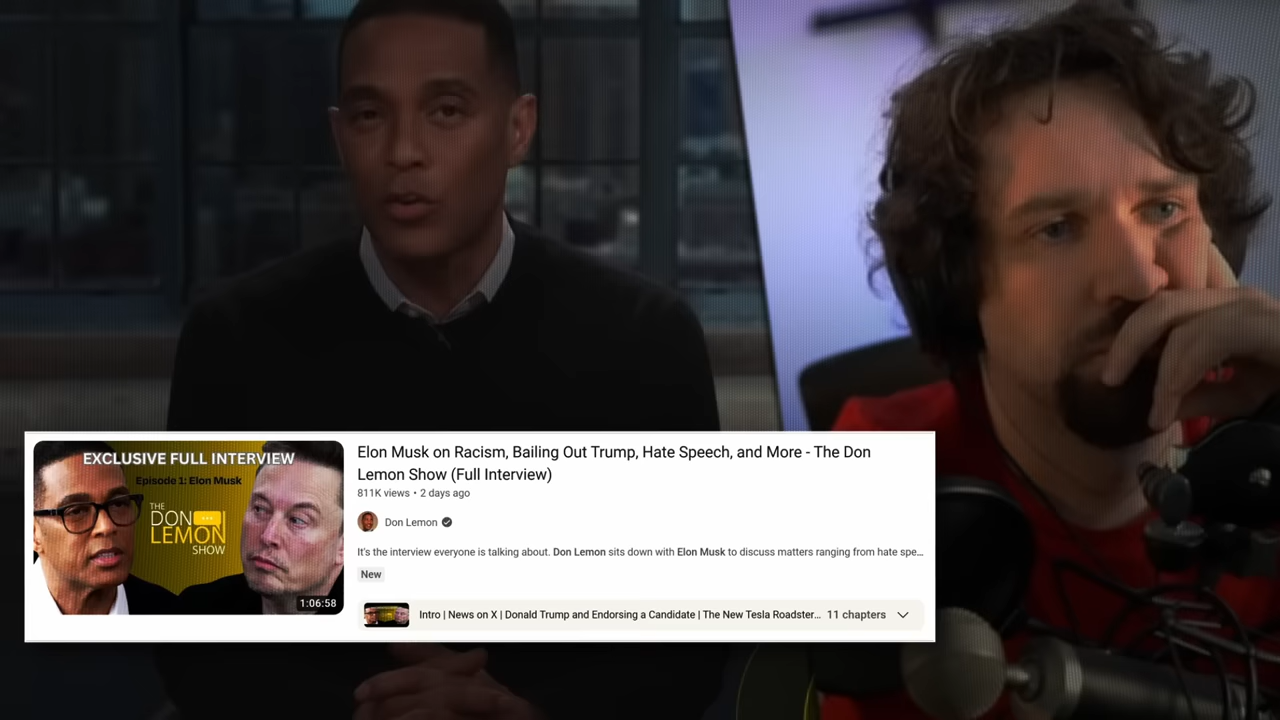 EXCLUSIVE FULL INTERVIEW
Episode 1: Elon Musk
THE
DON
LEMON
SHOW
1:06:58
Elon Musk on Racism, Bailing Out Trump, Hate Speech, and More - The Don
Lemon Show (Full Interview)
811K views • 2 days ago
Don Lemon
It's the interview everyone is talking about. Don Lemon sits down with Elon Musk to discuss matters ranging from hate spe...
New
Intro | News on X | Donald Trump and Endorsing a Candidate | The New Tesla Roadster... 11 chapters